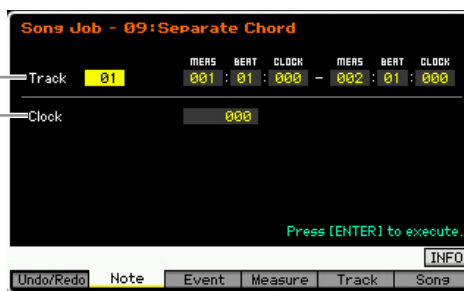 Song Job - 09:Separate Chord
MEAS BEAT CLOCK MEAS BEAT CLOCK
Track 01 001 : 01 : 000 - 002 : 01 : 000
Clock 000
Press [ENTER] to execute.
INFO
Undo/Redo Note Event Measure Track Song